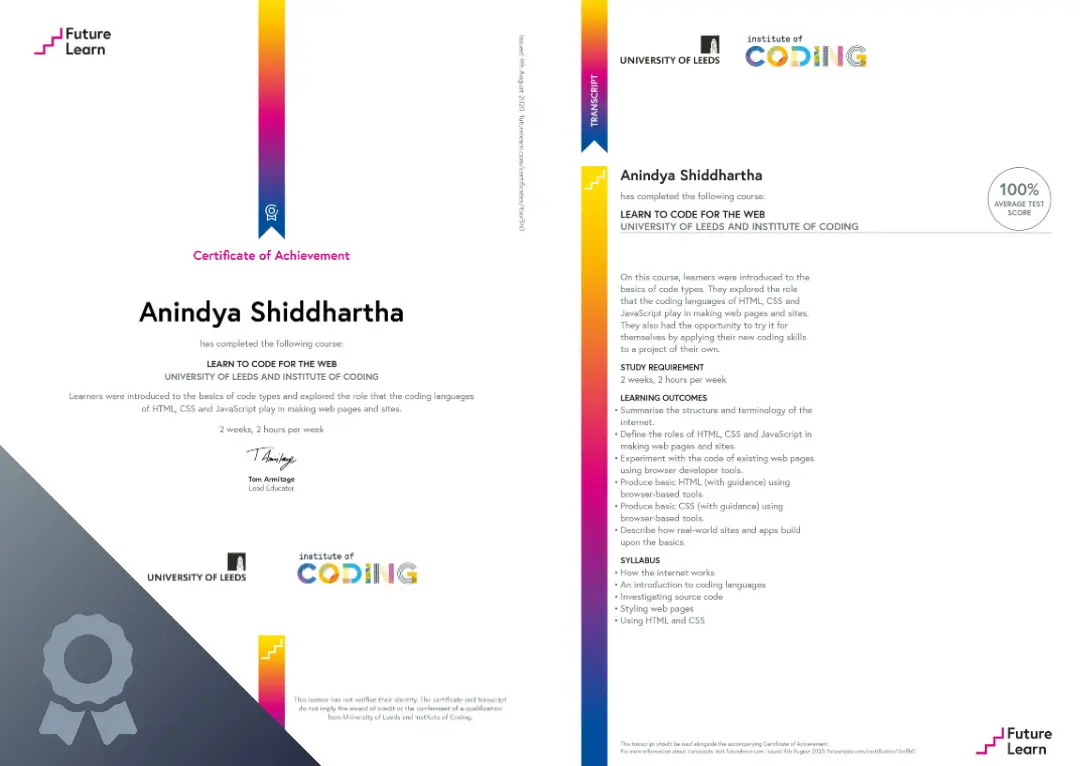 Future
Learn
Issued 4th August 2020. futurelearn.com/certificates/
Certificate of Achievement
Anindya Shiddhartha
has completed the following course:
LEARN TO CODE FOR THE WEB
UNIVERSITY OF LEEDS AND INSTITUTE OF CODING
Learners were introduced to the basics of code types and explored the role that the coding languages
of HTML, CSS and JavaScript play in making web pages and sites.
2 weeks, 2 hours per week
T Armitage
Tom Armitage
Lead Educator
UNIVERSITY OF LEEDS
institute of
CODING
This learner has not verified their identity. The certificate and transcript
do not imply the award of credit or the conferment of a qualification
from University of Leeds and Institute of Coding.
TRANSCRIPT
UNIVERSITY OF LEEDS
institute of
CODING
Anindya Shiddhartha
has completed the following course:
LEARN TO CODE FOR THE WEB
UNIVERSITY OF LEEDS AND INSTITUTE OF CODING
100%
AVERAGE TEST
SCORE
On this course, learners were introduced to the
basics of code types. They explored the role
that the coding languages of HTML, CSS and
JavaScript play in making web pages and sites.
They also had the opportunity to try it for
themselves by applying their new coding skills
to a project of their own.
STUDY REQUIREMENT
2 weeks, 2 hours per week
LEARNING OUTCOMES
• Summarise the structure and terminology of the
internet.
• Define the roles of HTML, CSS and JavaScript in
making web pages and sites.
• Experiment with the code of existing web pages
using browser developer tools.
• Produce basic HTML (with guidance) using
browser-based tools.
• Produce basic CSS (with guidance) using
browser-based tools.
• Describe how real-world sites and apps build
upon the basics.
SYLLABUS
• How the internet works
• An introduction to coding languages
• Investigating source code
• Styling web pages
• Using HTML and CSS
This transcript should be read alongside the accompanying Certificate of Achievement.
For more information about transcripts visit futurelearn.com. Issued 4th August 2020. futurelearn.com/certificates/
Future
Learn